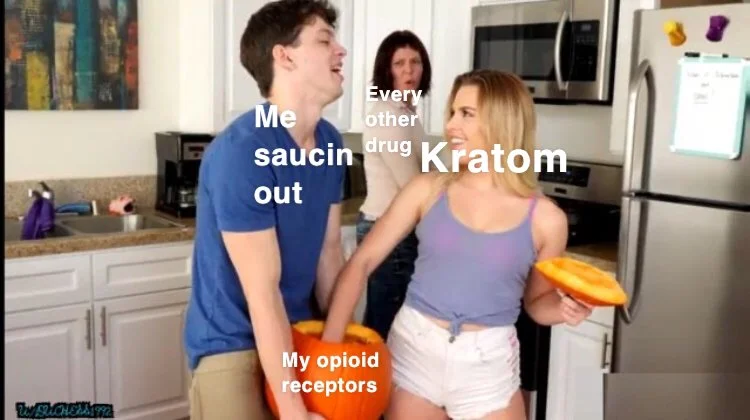 Me
saucin
out
Every
other
drug
Kratom
My opioid
receptors